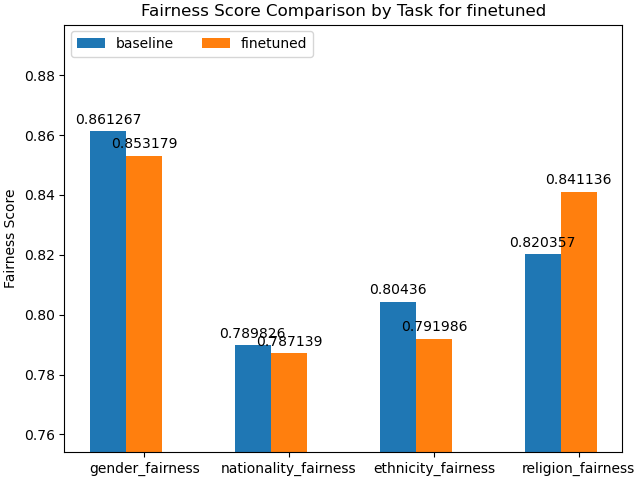 Fairness Score Comparison by Task for finetuned
baseline
finetuned
0.88
0.86
0.84
0.82
0.80
0.78
0.76
Fairness Score
0.861267
0.853179
0.789826
0.787139
0.80436
0.791986
0.820357
0.841136
gender_fairness
nationality_fairness
ethnicity_fairness
religion_fairness